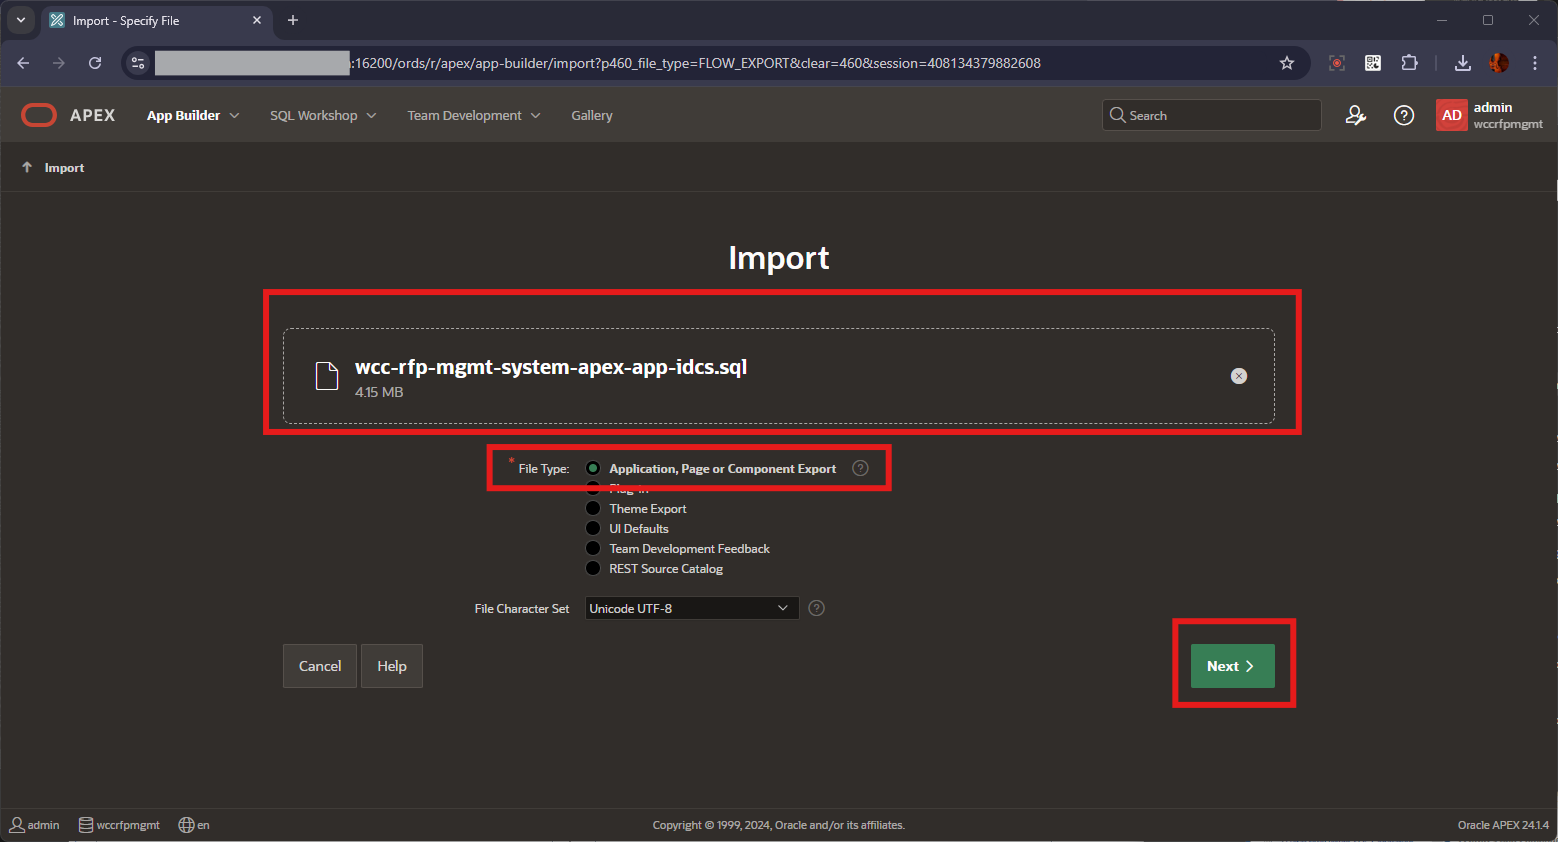 Import - Specify File
:16200/ords/r/apex/app-builder/import?p460_file_type=FLOW_EXPORT&clear=460&session=408134379882608
APEX App Builder SQL Workshop Team Development Gallery Search AD admin
wccrfpmgmt
Import
Import
wcc-rfp-mgmt-system-apex-app-idcs.sql
4.15 MB
* File Type: Application, Page or Component Export ?
Plug-in
Theme Export
UI Defaults
Team Development Feedback
REST Source Catalog
File Character Set Unicode UTF-8 ?
Cancel Help Next
admin wccrfpmgmt en Copyright © 1999, 2024, Oracle and/or its affiliates. Oracle APEX 24.1.4